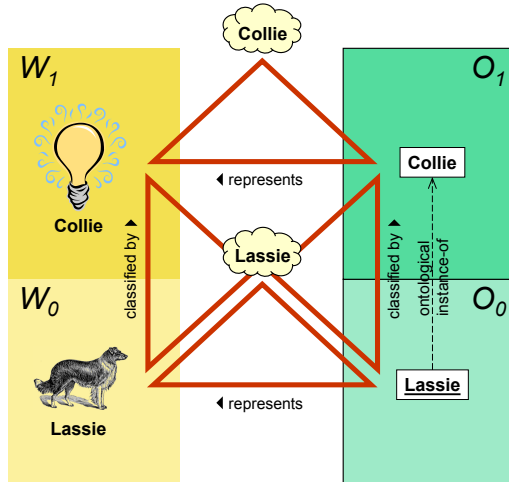 Collie
W1
O1
Collie
◀ represents
Collie
classified by ▶
Lassie
classified by ▶
ontological
instance-of
W0
O0
Lassie
◀ represents
Lassie